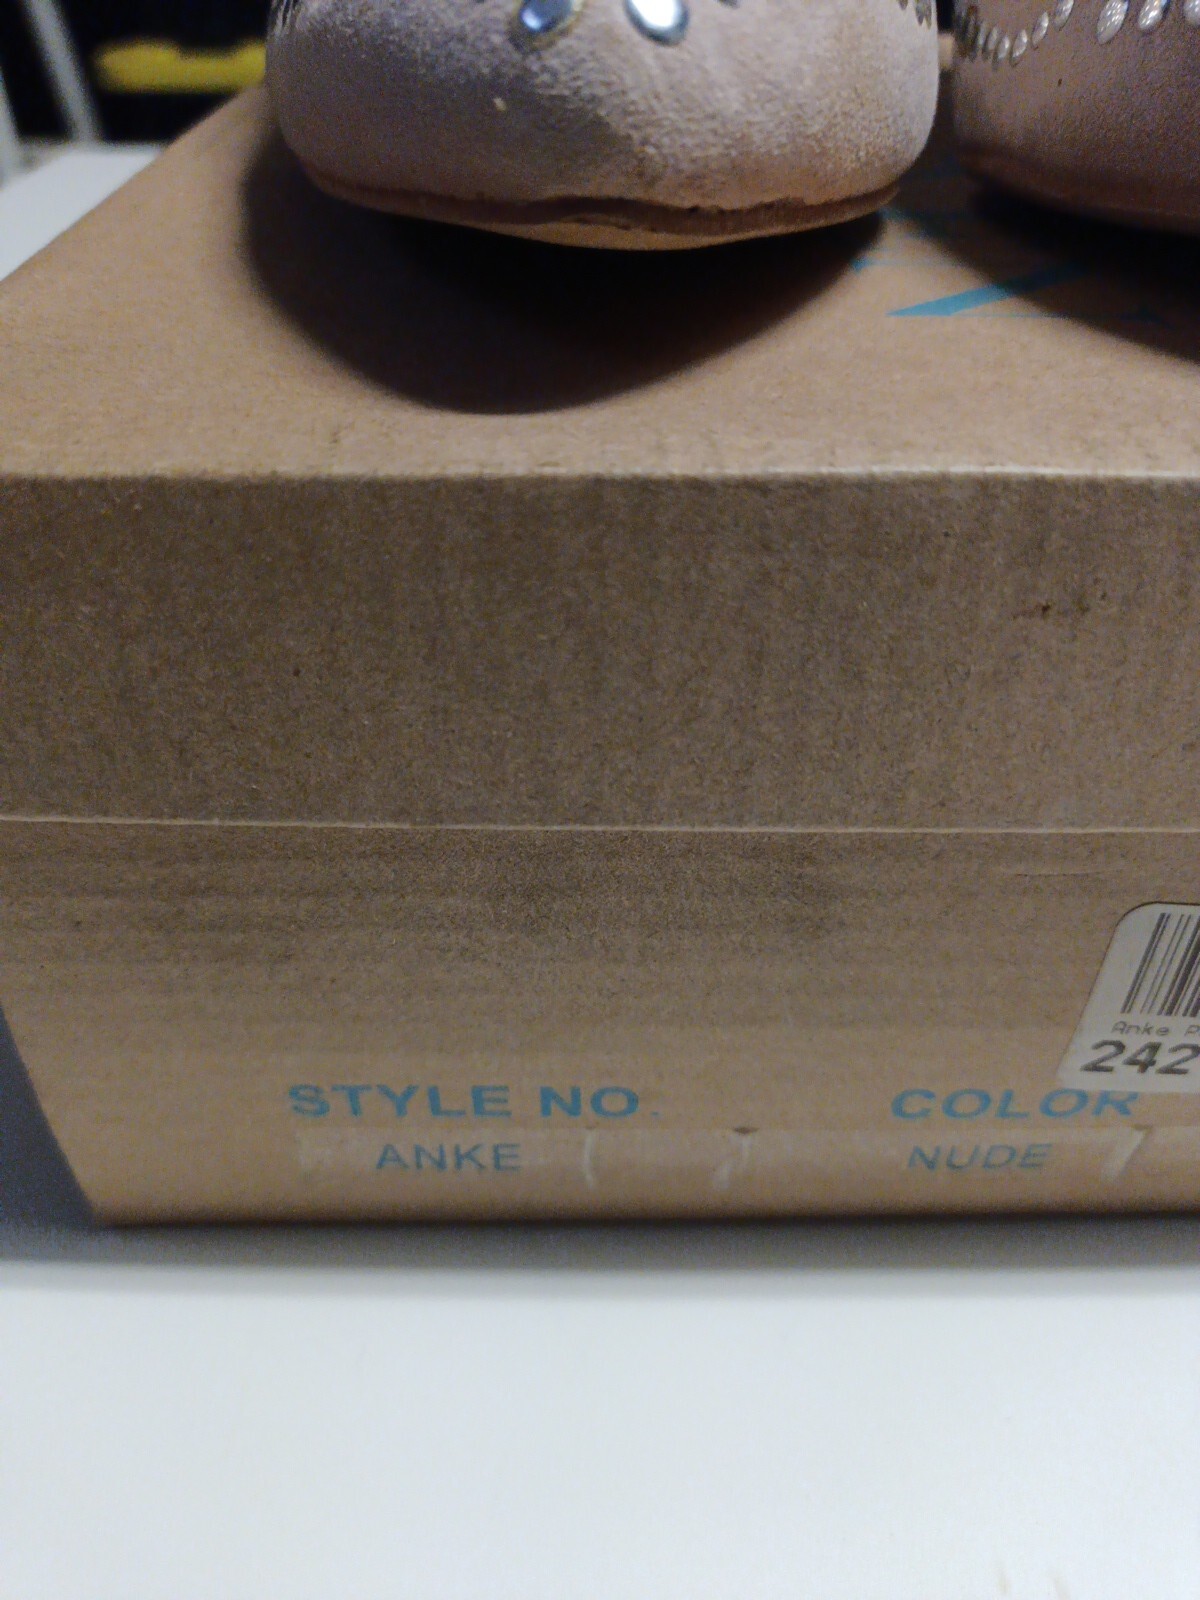 Anke P
242
STYLE NO.
COLOR
ANKE
NUDE